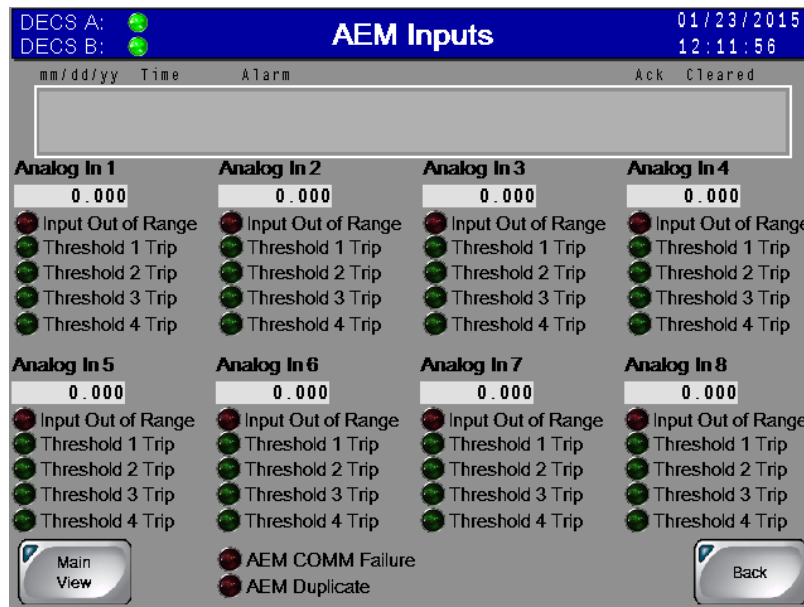 DECS A:
DECS B:
AEM Inputs
01/23/2015
12:11:56
mm/dd/yy Time Alarm Ack Cleared
Analog In 1 Analog In 2 Analog In 3 Analog In 4
0.000 0.000 0.000 0.000
Input Out of Range Input Out of Range Input Out of Range Input Out of Range
Threshold 1 Trip Threshold 1 Trip Threshold 1 Trip Threshold 1 Trip
Threshold 2 Trip Threshold 2 Trip Threshold 2 Trip Threshold 2 Trip
Threshold 3 Trip Threshold 3 Trip Threshold 3 Trip Threshold 3 Trip
Threshold 4 Trip Threshold 4 Trip Threshold 4 Trip Threshold 4 Trip
Analog In 5 Analog In 6 Analog In 7 Analog In 8
0.000 0.000 0.000 0.000
Input Out of Range Input Out of Range Input Out of Range Input Out of Range
Threshold 1 Trip Threshold 1 Trip Threshold 1 Trip Threshold 1 Trip
Threshold 2 Trip Threshold 2 Trip Threshold 2 Trip Threshold 2 Trip
Threshold 3 Trip Threshold 3 Trip Threshold 3 Trip Threshold 3 Trip
Threshold 4 Trip Threshold 4 Trip Threshold 4 Trip Threshold 4 Trip
Main
View
AEM COMM Failure
AEM Duplicate
Back